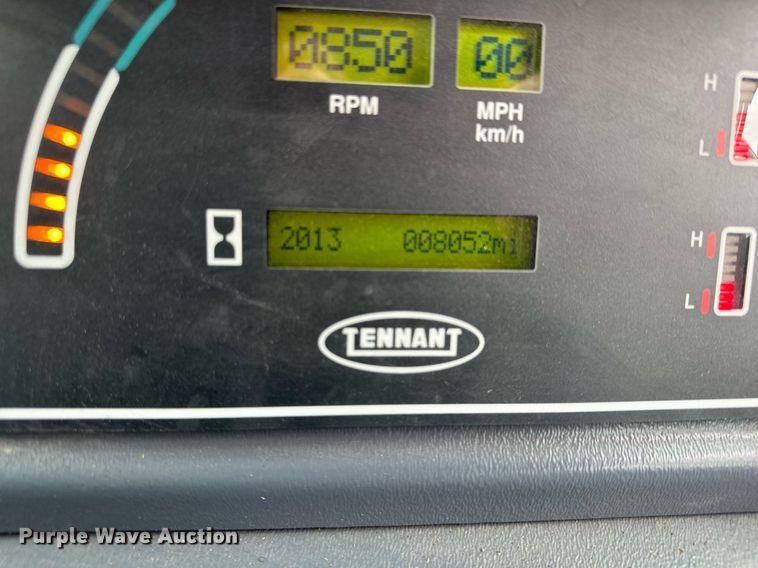 0850 00
RPM MPH
km/h
H
L
2013 008052mi
H
L
TENNANT
Purple Wave Auction